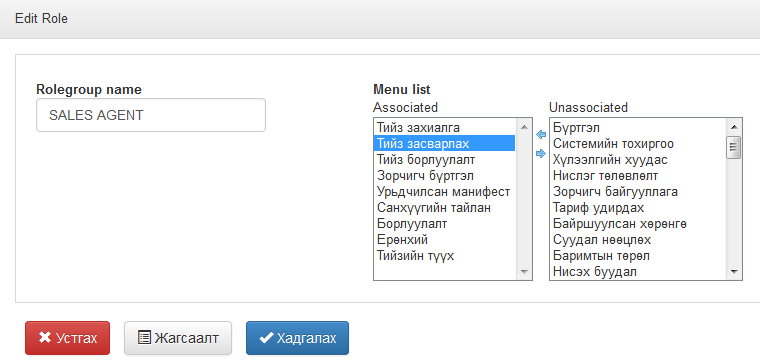 Edit Role
Rolegroup name
SALES AGENT
Menu list
Associated
Тийз захиалга
Тийз засварлах
Тийз борлуулалт
Зорчигч бүртгэл
Урьдчилсан манифест
Санхүүгийн тайлан
Борлуулалт
Ерөнхий
Тийзийн түүх
Unassociated
Бүртгэл
Системийн тохиргоо
Хүлээлгийн хуудас
Нислэг төлөвлөлт
Зорчигч байгууллага
Тариф удирдах
Байршуулсан хөрөнгө
Суудал нөөцлөх
Баримтын төрөл
Нисэх буудал
Устгах
Жагсаалт
Хадгалах